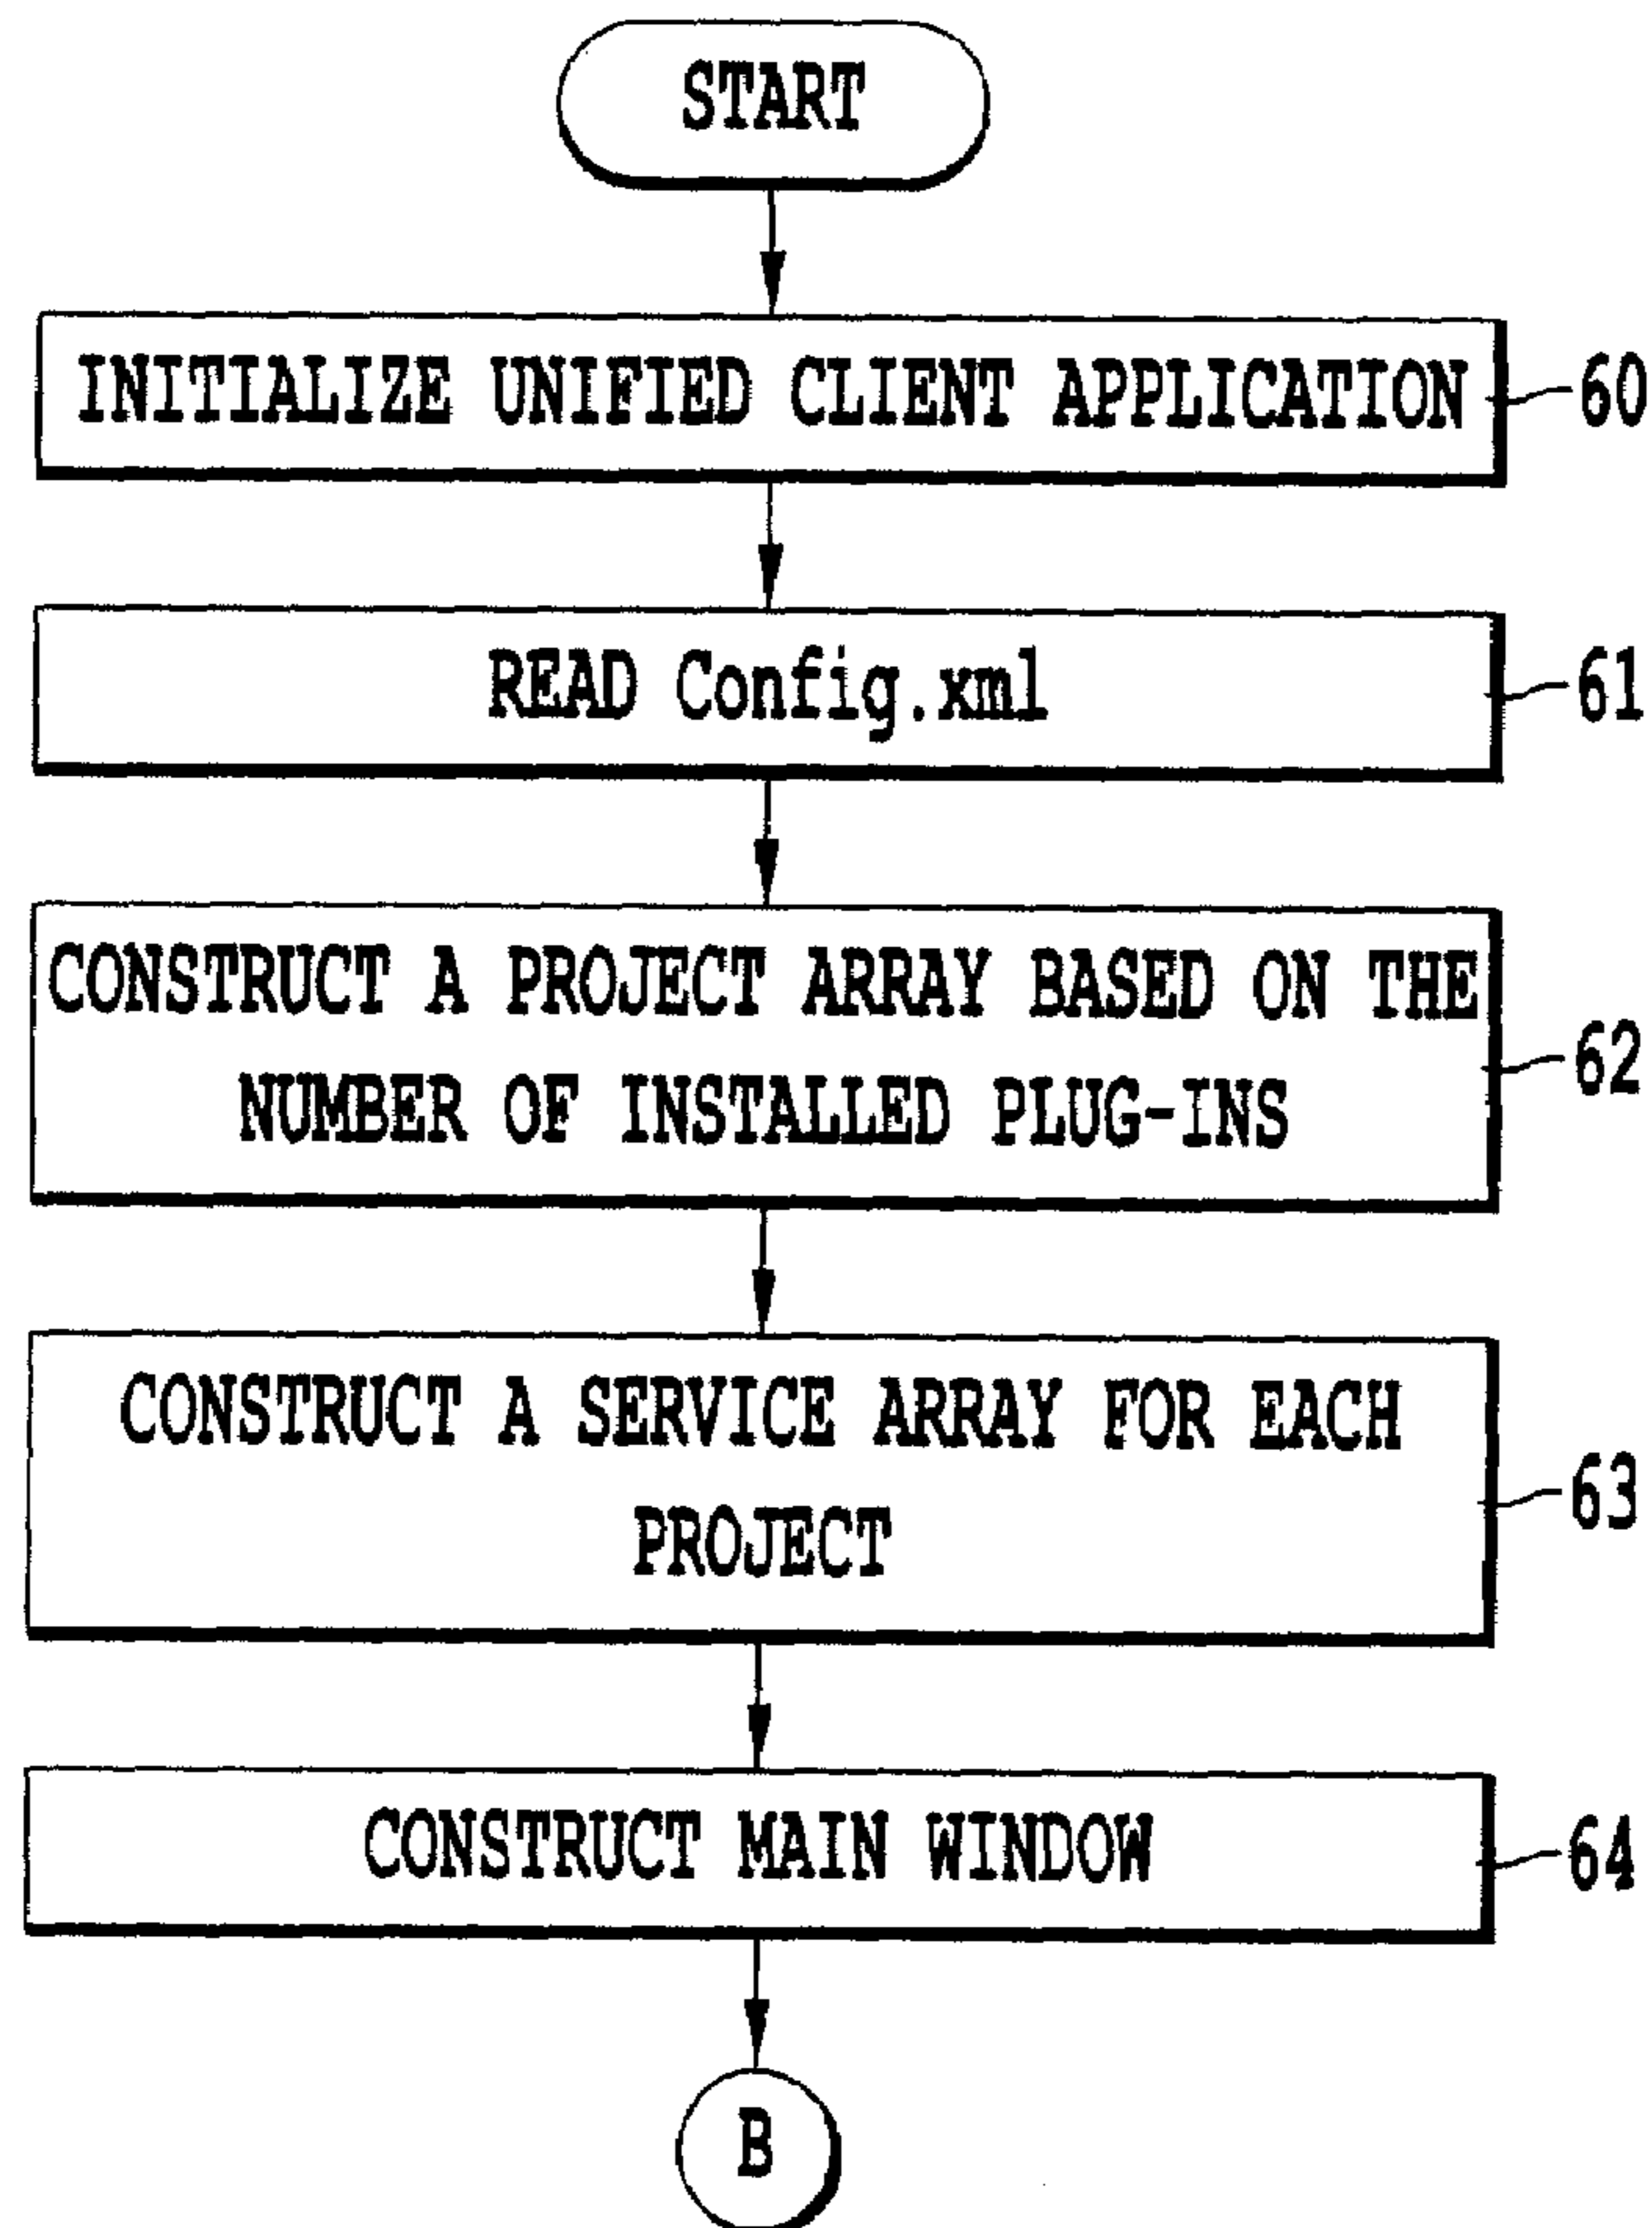 START
INITIALIZE UNIFIED CLIENT APPLICATION
60
READ Config.xml
61
CONSTRUCT A PROJECT ARRAY BASED ON THE
NUMBER OF INSTALLED PLUG-INS
62
CONSTRUCT A SERVICE ARRAY FOR EACH
PROJECT
63
CONSTRUCT MAIN WINDOW
64
B